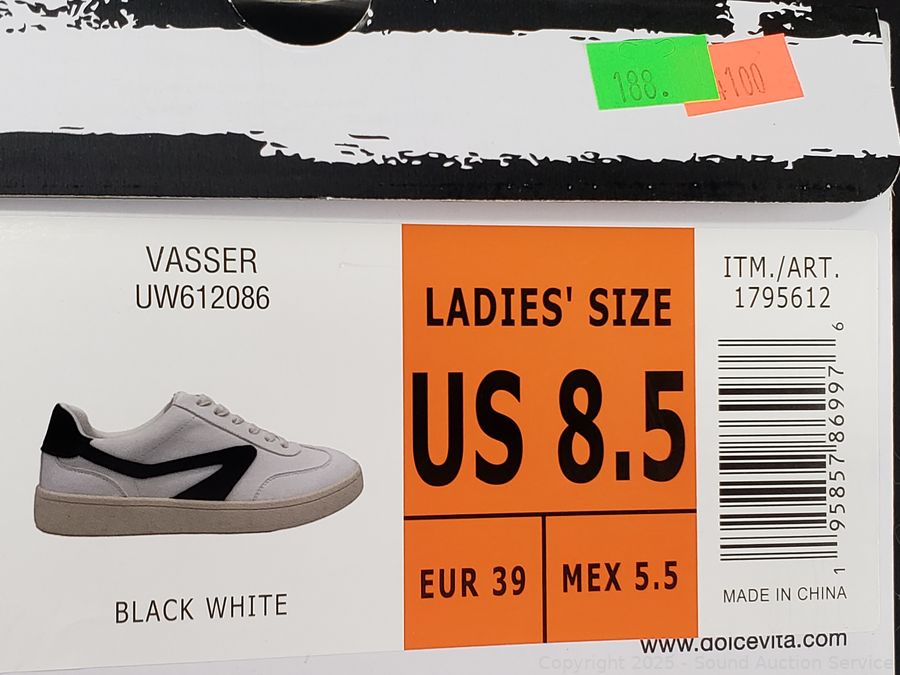 188.
100
VASSER
UW612086
BLACK WHITE
LADIES' SIZE
US 8.5
EUR 39
MEX 5.5
ITM./ART.
1795612
1 95857 86997 6
MADE IN CHINA
www.dolcevita.com
Copyright 2025 - Sound Auction Service